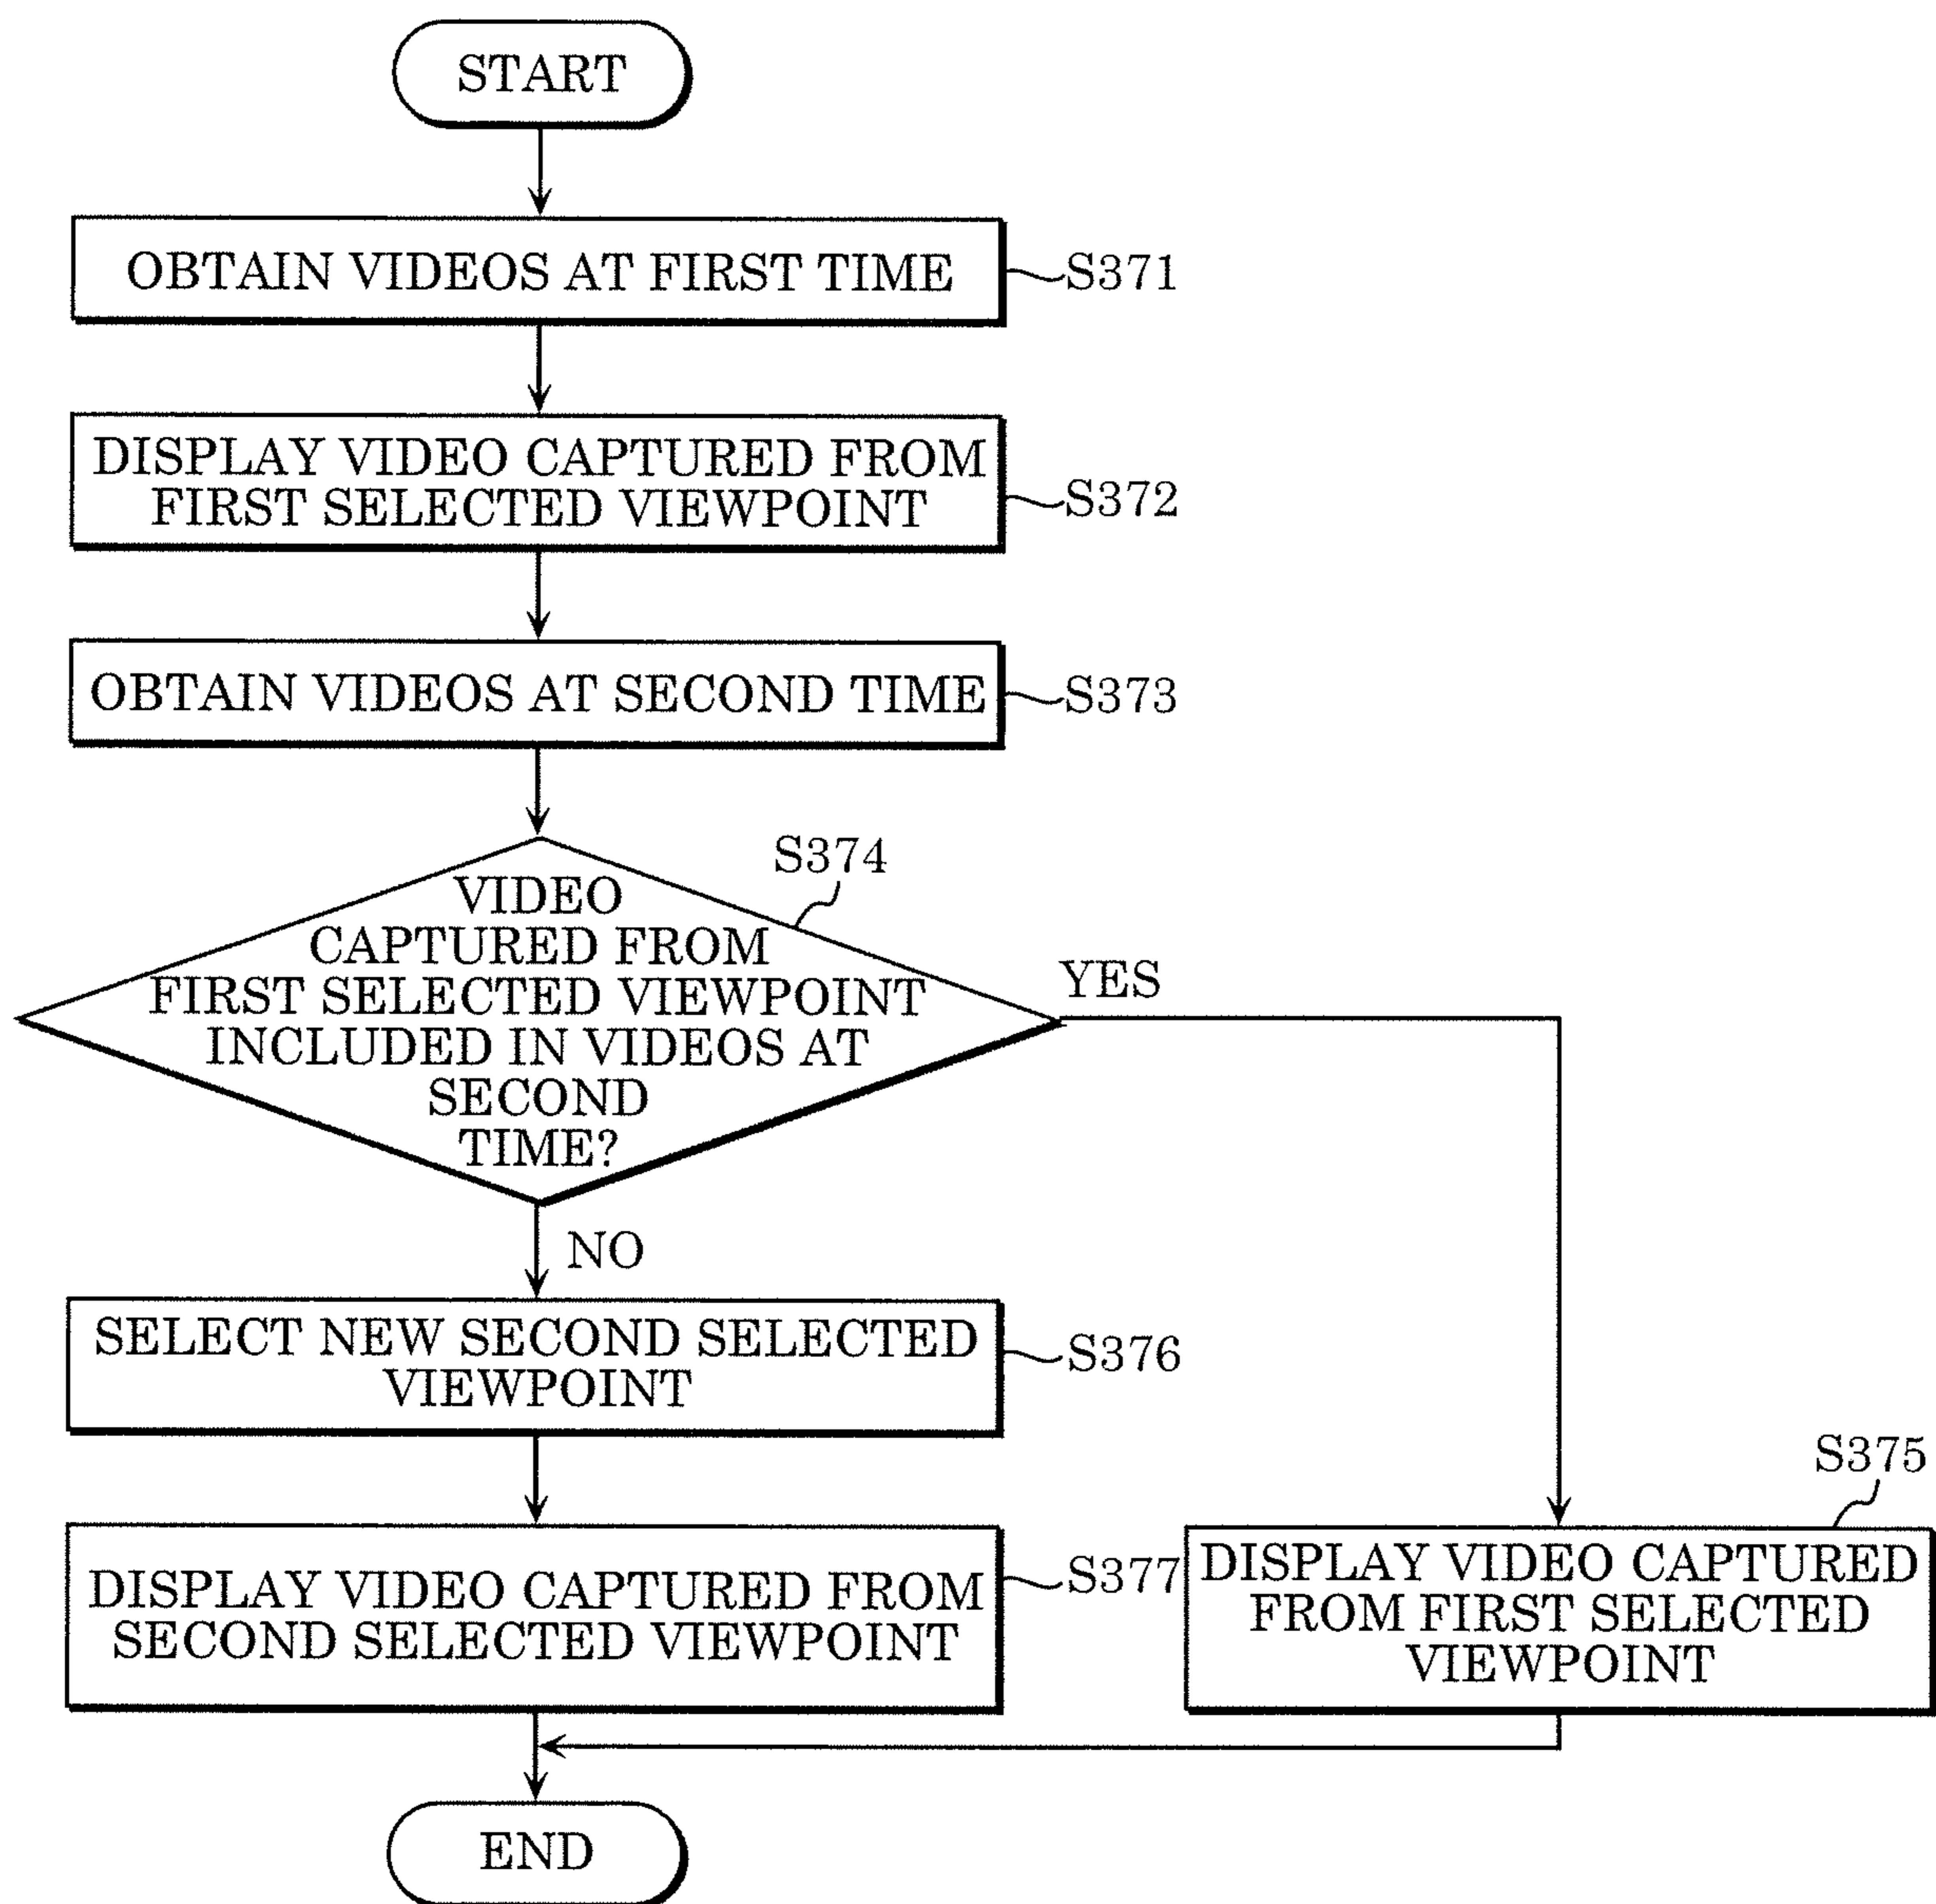 START
OBTAIN VIDEOS AT FIRST TIME
S371
DISPLAY VIDEO CAPTURED FROM
FIRST SELECTED VIEWPOINT
S372
OBTAIN VIDEOS AT SECOND TIME
S373
S374
VIDEO
CAPTURED FROM
FIRST SELECTED VIEWPOINT
INCLUDED IN VIDEOS AT
SECOND
TIME?
YES
NO
SELECT NEW SECOND SELECTED
VIEWPOINT
S376
DISPLAY VIDEO CAPTURED FROM
SECOND SELECTED VIEWPOINT
S377
S375
DISPLAY VIDEO CAPTURED
FROM FIRST SELECTED
VIEWPOINT
END